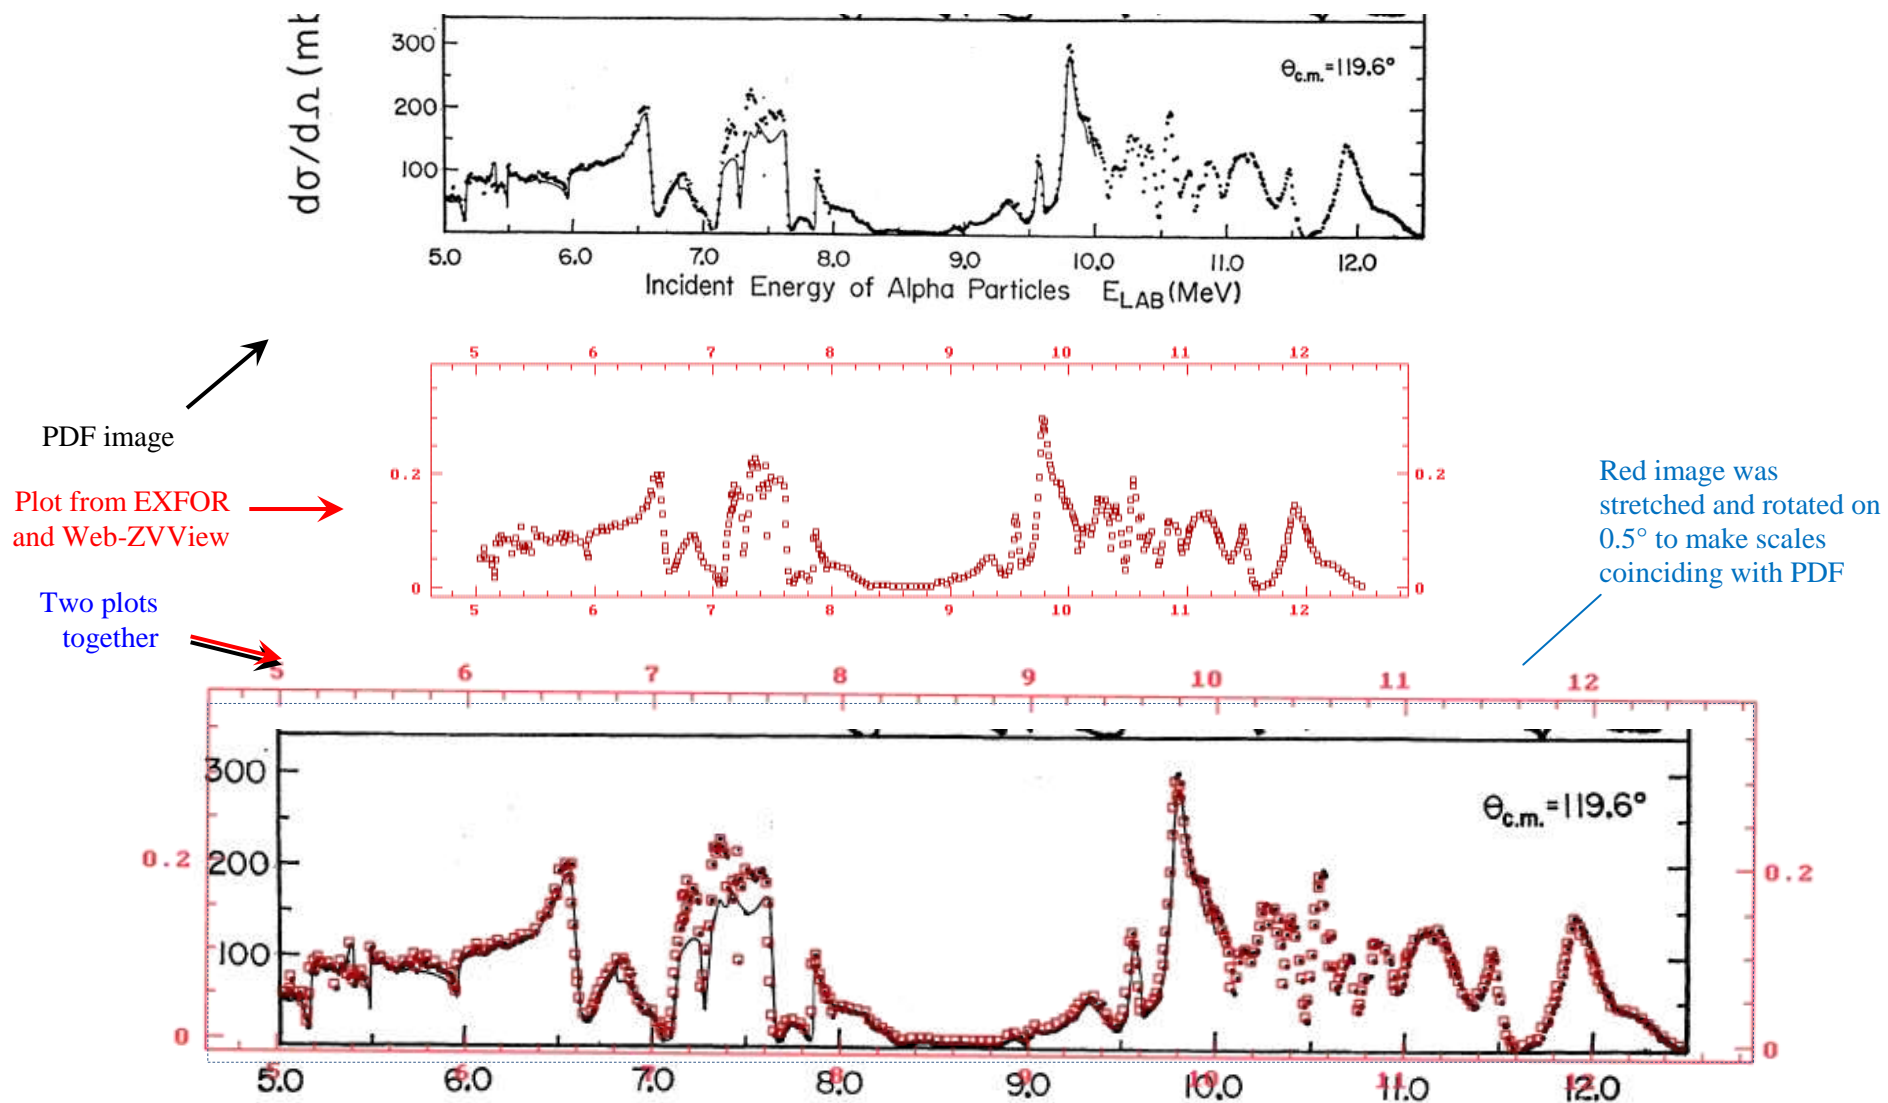 dσ/dΩ (mb
300
200
100
θc.m.=119.6°
5.0 6.0 7.0 8.0 9.0 10.0 11.0 12.0
Incident Energy of Alpha Particles ELAB(MeV)
PDF image
Plot from EXFOR
and Web-ZVView
Two plots
together
5 6 7 8 9 10 11 12
0.2 0.2
0 0
5 6 7 8 9 10 11 12
Red image was
stretched and rotated on
0.5° to make scales
coinciding with PDF
5 6 7 8 9 10 11 12
300
θc.m.=119.6°
0.2 200 0.2
100
0 0
5.0 6.0 7.0 8.0 9.0 10.0 11.0 12.0